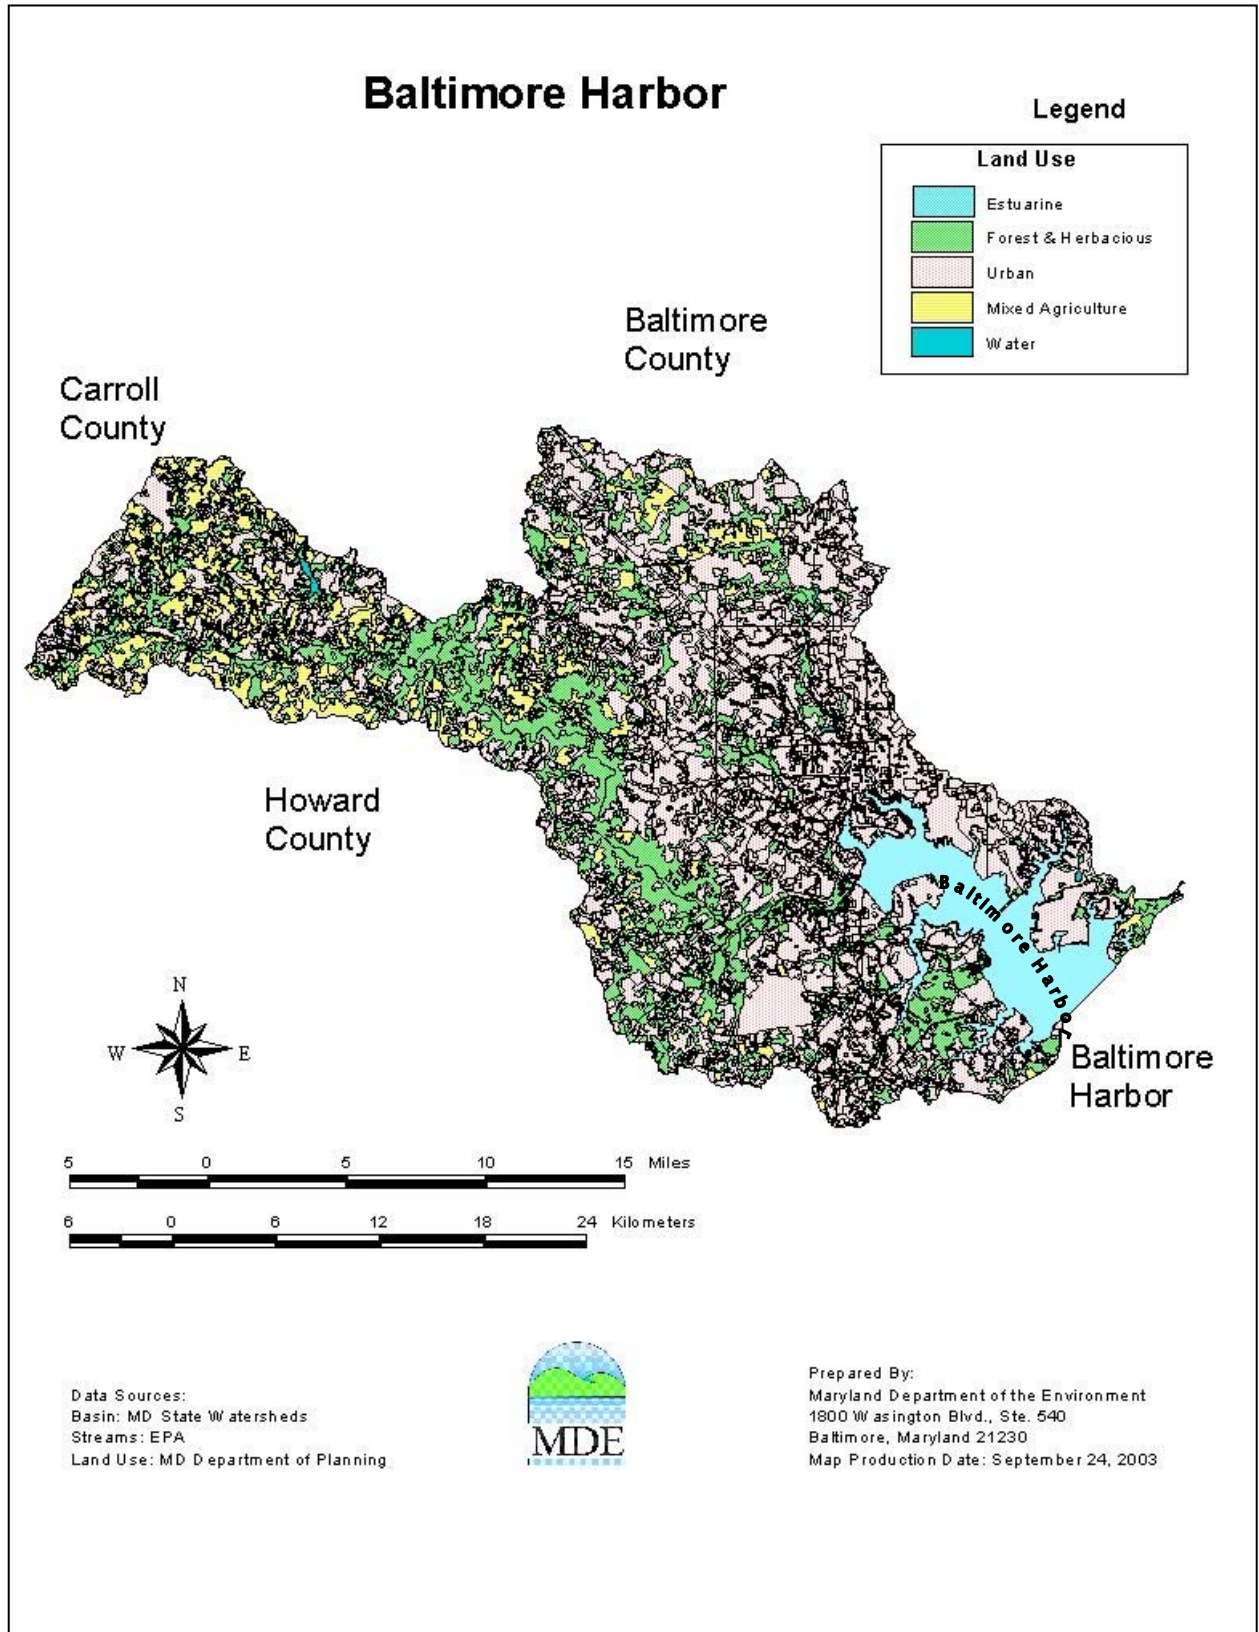 Baltimore Harbor
Legend
Land Use
Estuarine
Forest & Herbacious
Urban
Mixed Agriculture
Water
Baltimore
County
Carroll
County
Howard
County
Baltimore Harbor
Baltimore
Harbor
N
W E
S
5 0 5 10 15 Miles
6 0 6 12 18 24 Kilometers
Data Sources:
Basin: MD State Watersheds
Streams: EPA
Land Use: MD Department of Planning
MDE
Prepared By:
Maryland Department of the Environment
1800 Wasington Blvd., Ste. 540
Baltimore, Maryland 21230
Map Production Date: September 24, 2003